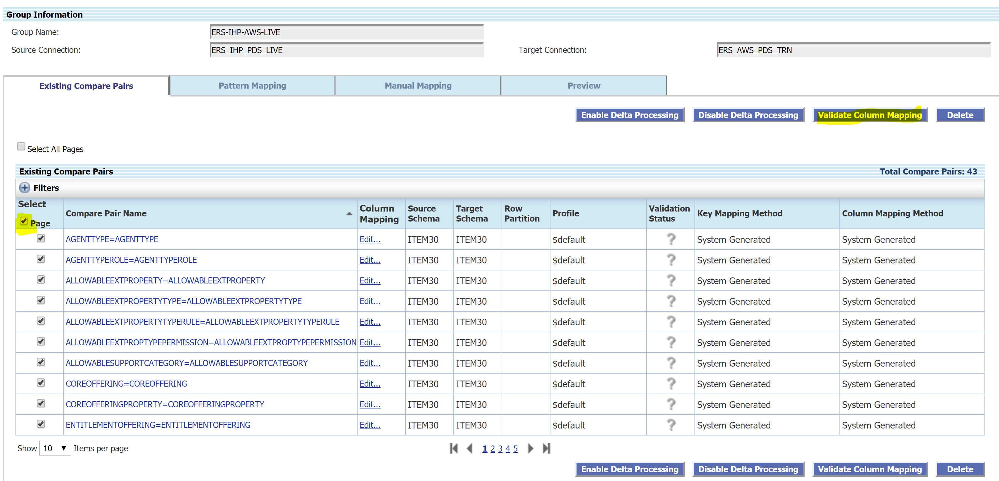 Group Information
Group Name: ERS-IHP-AWS-LIVE
Source Connection: ERS_IHP_PDS_LIVE Target Connection: ERS_AWS_PDS_TRN
Existing Compare Pairs Pattern Mapping Manual Mapping Preview
Enable Delta Processing Disable Delta Processing Validate Column Mapping Delete
Select All Pages
Existing Compare Pairs Total Compare Pairs: 43
Filters
Select Page Compare Pair Name Column Mapping Source Schema Target Schema Row Partition Profile Validation Status Key Mapping Method Column Mapping Method
AGENTTYPE=AGENTTYPE Edit... ITEM30 ITEM30 $default ? System Generated System Generated
AGENTTYPEROLE=AGENTTYPEROLE Edit... ITEM30 ITEM30 $default ? System Generated System Generated
ALLOWABLEEXTPROPERTY=ALLOWABLEEXTPROPERTY Edit... ITEM30 ITEM30 $default ? System Generated System Generated
ALLOWABLEEXTPROPERTYTYPE=ALLOWABLEEXTPROPERTYTYPE Edit... ITEM30 ITEM30 $default ? System Generated System Generated
ALLOWABLEEXTPROPERTYTYPERULE=ALLOWABLEEXTPROPERTYTYPERULE Edit... ITEM30 ITEM30 $default ? System Generated System Generated
ALLOWABLEEXTPROPTYPEPERMISSION=ALLOWABLEEXTPROPTYPEPERMISSION Edit... ITEM30 ITEM30 $default ? System Generated System Generated
ALLOWABLESUPPORTCATEGORY=ALLOWABLESUPPORTCATEGORY Edit... ITEM30 ITEM30 $default ? System Generated System Generated
COREOFFERING=COREOFFERING Edit... ITEM30 ITEM30 $default ? System Generated System Generated
COREOFFERINGPROPERTY=COREOFFERINGPROPERTY Edit... ITEM30 ITEM30 $default ? System Generated System Generated
ENTITLEMENTOFFERING=ENTITLEMENTOFFERING Edit... ITEM30 ITEM30 $default ? System Generated System Generated
Show 10 Items per page 1 2 3 4 5
Enable Delta Processing Disable Delta Processing Validate Column Mapping Delete